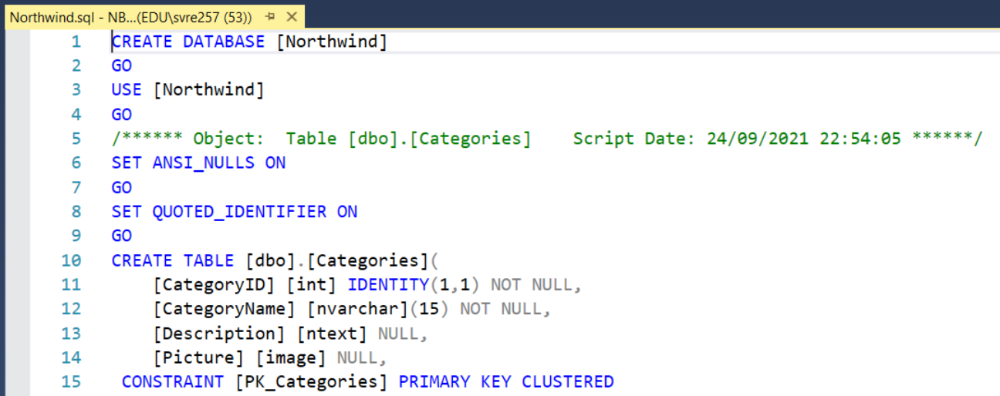 Northwind.sql - NB...(EDU\svre257 (53))
1 CREATE DATABASE [Northwind]
2 GO
3 USE [Northwind]
4 GO
5 /****** Object:  Table [dbo].[Categories]    Script Date: 24/09/2021 22:54:05 ******/
6 SET ANSI_NULLS ON
7 GO
8 SET QUOTED_IDENTIFIER ON
9 GO
10 CREATE TABLE [dbo].[Categories](
11     [CategoryID] [int] IDENTITY(1,1) NOT NULL,
12     [CategoryName] [nvarchar](15) NOT NULL,
13     [Description] [ntext] NULL,
14     [Picture] [image] NULL,
15  CONSTRAINT [PK_Categories] PRIMARY KEY CLUSTERED